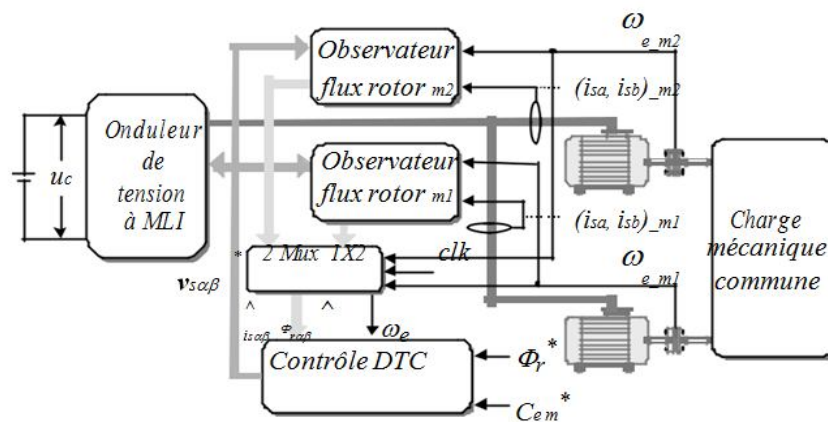 ω e_m2
Observateur
flux rotor m2
(isa, isb)_m2
Onduleur
de
tension
à MLI
uc
Observateur
flux rotor m1
(isa, isb)_m1
Charge
mécanique
commune
* 2 Mux 1X2
clk
ω e_m1
vsαβ
^ ^
isαβ Φrαβ
ωe
Contrôle DTC
Φr*
Cem*